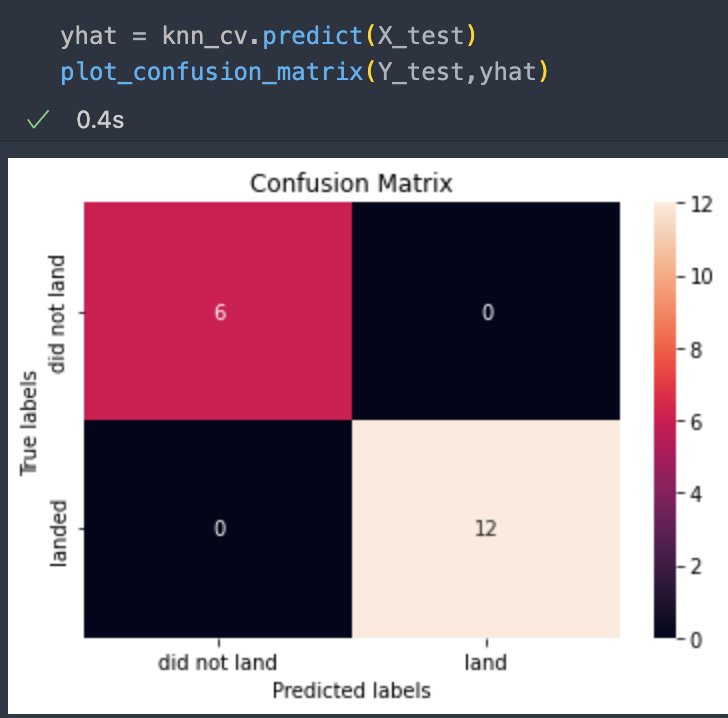 yhat = knn_cv.predict(X_test)
plot_confusion_matrix(Y_test,yhat)
✓ 0.4s
Confusion Matrix
True labels
did not land
landed
6
0
0
12
did not land
land
Predicted labels
12
10
8
6
4
2
0